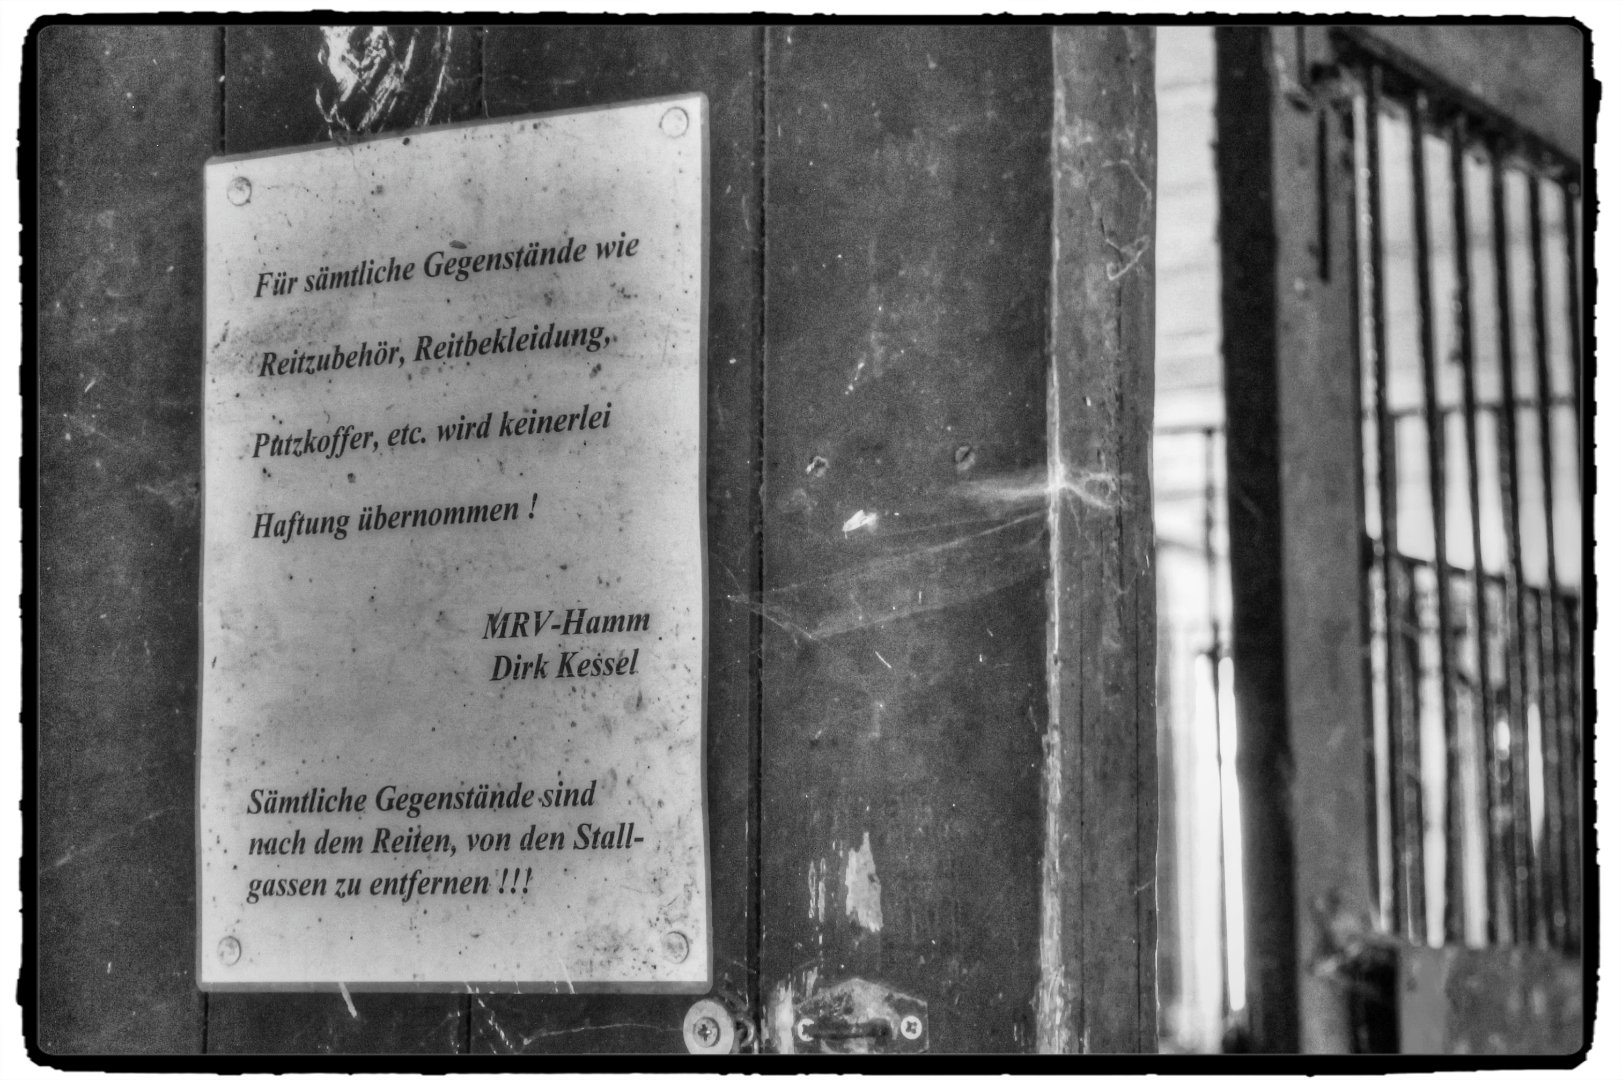 Für sämtliche Gegenstände wie
Reitzubehör, Reitbekleidung,
Putzkoffer, etc. wird keinerlei
Haftung übernommen !
MRV-Hamm
Dirk Kessel
Sämtliche Gegenstände sind
nach dem Reiten, von den Stall-
gassen zu entfernen !!!